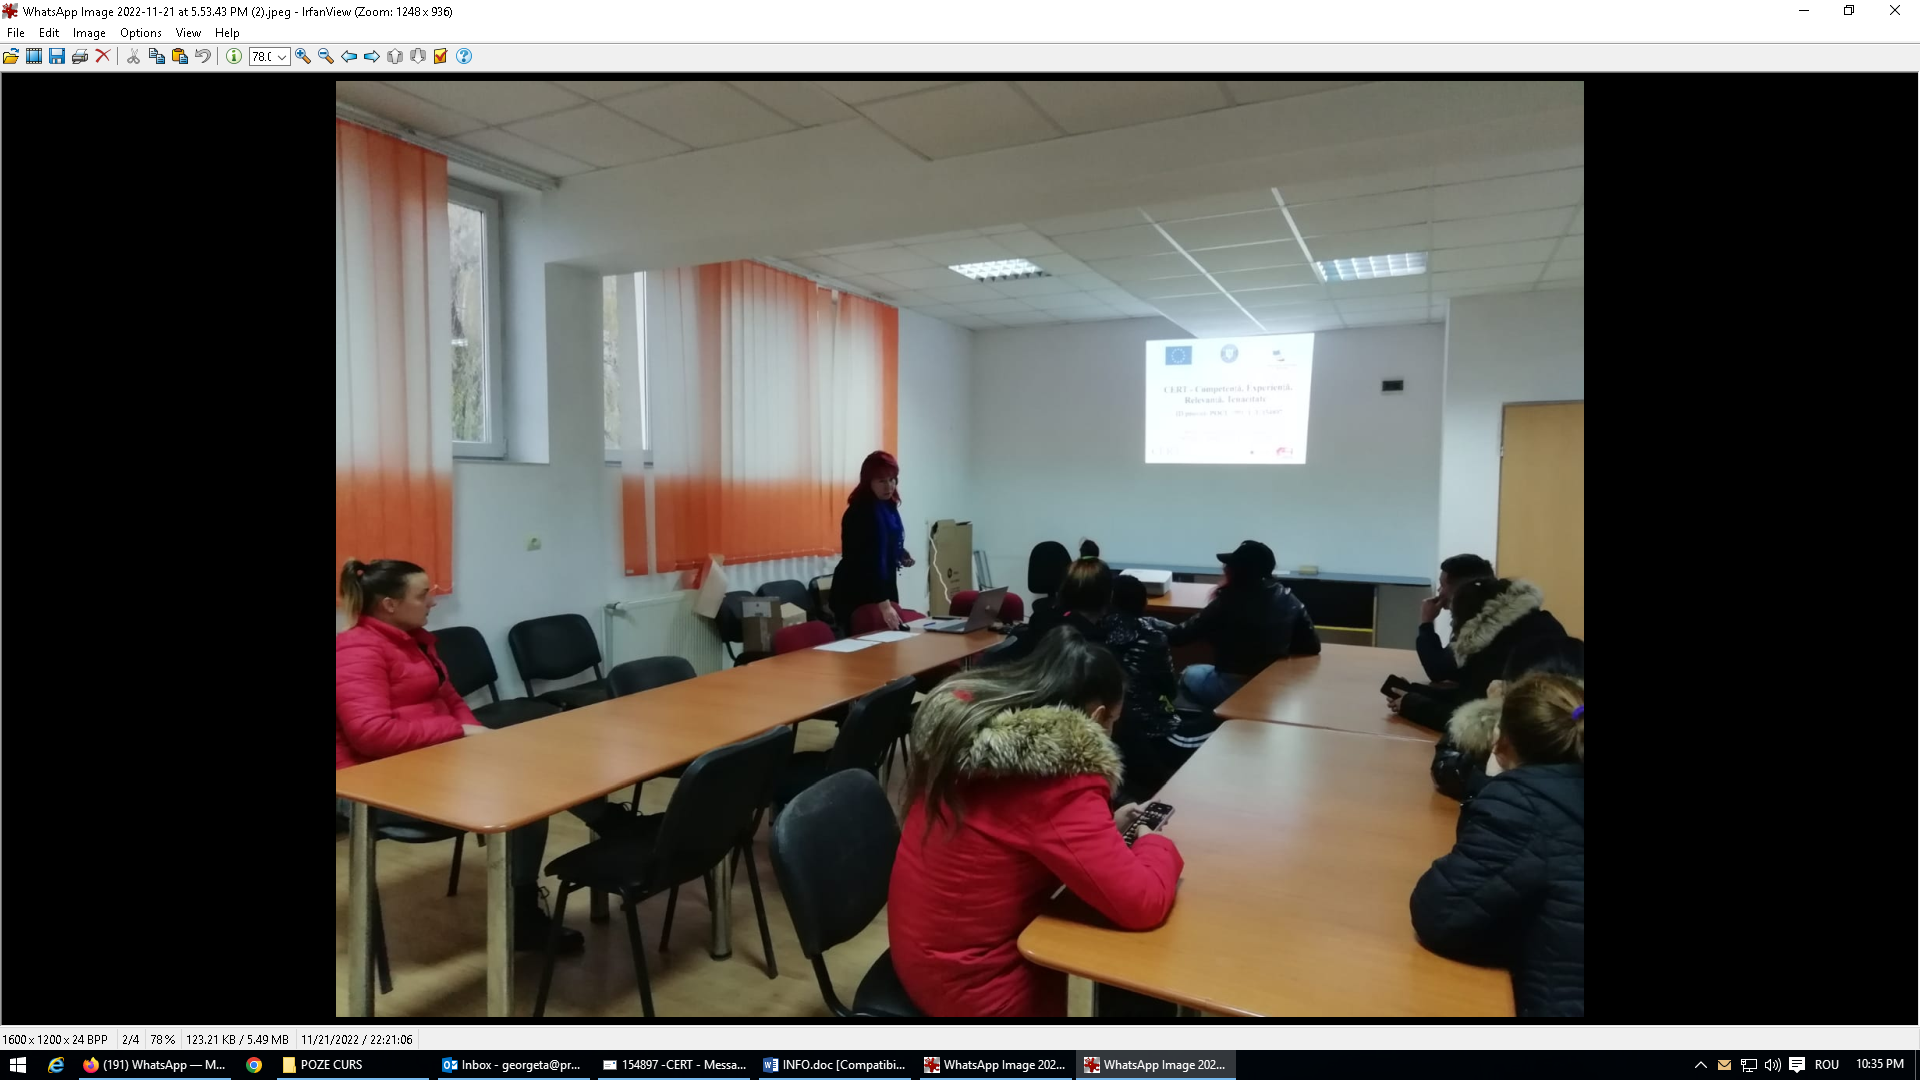 WhatsApp Image 2022-11-21 at 5.53.43 PM (2).jpeg - IrfanView (Zoom: 1248 x 936)
File Edit Image Options View Help
78.0
CERT - Competență, Experiență,
Relevanță, Tenacitate
1600 x 1200 x 24 BPP 2/4 78 % 123.21 KB / 5.49 MB 11/21/2022 / 22:21:06
(191) WhatsApp — M... POZE CURS Inbox - georgeta@pr... 154897 -CERT - Messa... INFO.doc [Compatibi... WhatsApp Image 202... WhatsApp Image 202... ROU 10:35 PM